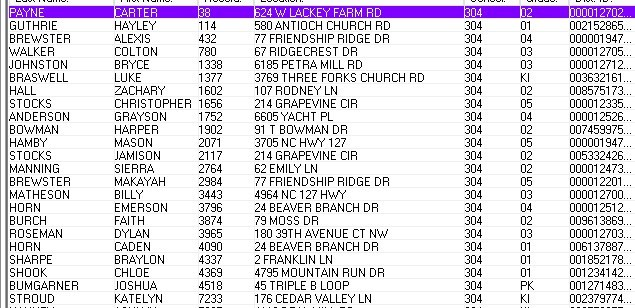 PAYNE CARTER 38 624 W LACKEY FARM RD 304 02 000012702...
GUTHRIE HAYLEY 114 580 ANTIOCH CHURCH RD 304 01 002152865...
BREWSTER ALEXIS 432 77 FRIENDSHIP RIDGE DR 304 04 000001947...
WALKER COLTON 780 67 RIDGECREST DR 304 03 000012705...
JOHNSTON BRYCE 1338 6185 PETRA MILL RD 304 03 000012712...
BRASWELL LUKE 1377 3769 THREE FORKS CHURCH RD 304 KI 003632161...
HALL ZACHARY 1602 107 RODNEY LN 304 02 008575173...
STOCKS CHRISTOPHER 1656 214 GRAPEVINE CIR 304 05 000012335...
ANDERSON GRAYSON 1752 6605 YACHT PL 304 04 000012526...
BOWMAN HARPER 1902 91 T BOWMAN DR 304 02 007459975...
HAMBY MASON 2071 3705 NC HWY 127 304 05 000001947...
STOCKS JAMISON 2117 214 GRAPEVINE CIR 304 02 005332426...
MANNING SIERRA 2764 62 EMILY LN 304 02 000012473...
BREWSTER MAKAYAH 2984 77 FRIENDSHIP RIDGE DR 304 05 000012201...
MATHESON BILLY 3443 4964 NC 127 HWY 304 03 000012700...
HORN EMERSON 3796 24 BEAVER BRANCH DR 304 04 000012512...
BURCH FAITH 3874 79 MOSS DR 304 02 009613869...
ROSEMAN DYLAN 3965 180 39TH AVENUE CT NW 304 03 000012703...
HORN CADEN 4090 24 BEAVER BRANCH DR 304 01 006137887...
SHARPE BRAYLON 4337 2 FRANKLIN LN 304 01 001852178...
SHOOK CHLOE 4369 4795 MOUNTAIN RUN DR 304 01 001234142...
BUMGARNER JOSHUA 4518 45 TRIPLE B LOOP 304 PK 001271483...
STROUD KATELYN 7233 176 CEDAR VALLEY LN 304 KI 002379774...